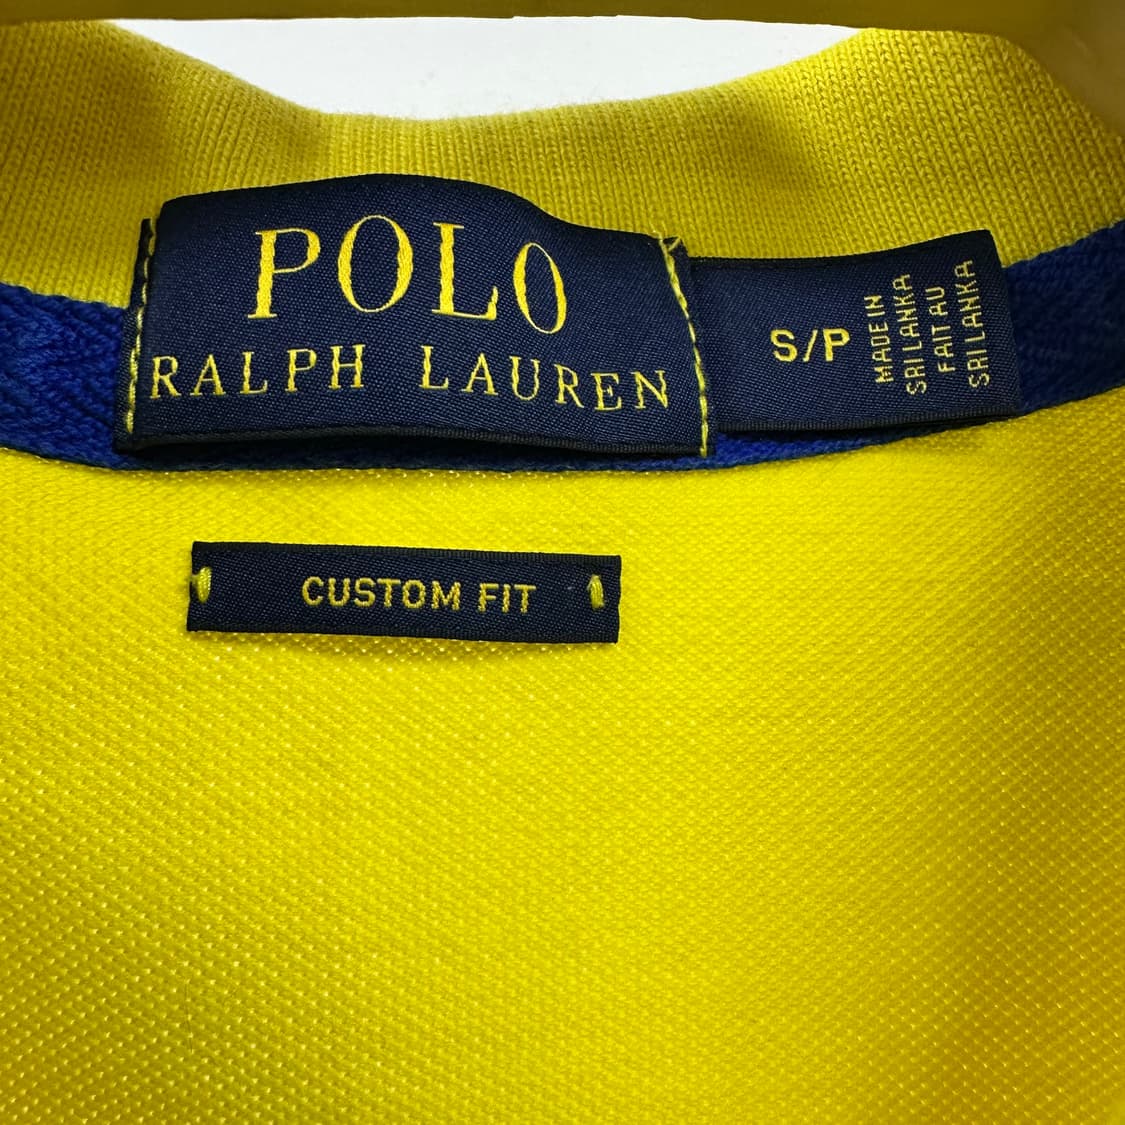 POLO
RALPH LAUREN
S/P
MADE IN
SRI LANKA
FAIT AU
SRI LANKA
CUSTOM FIT